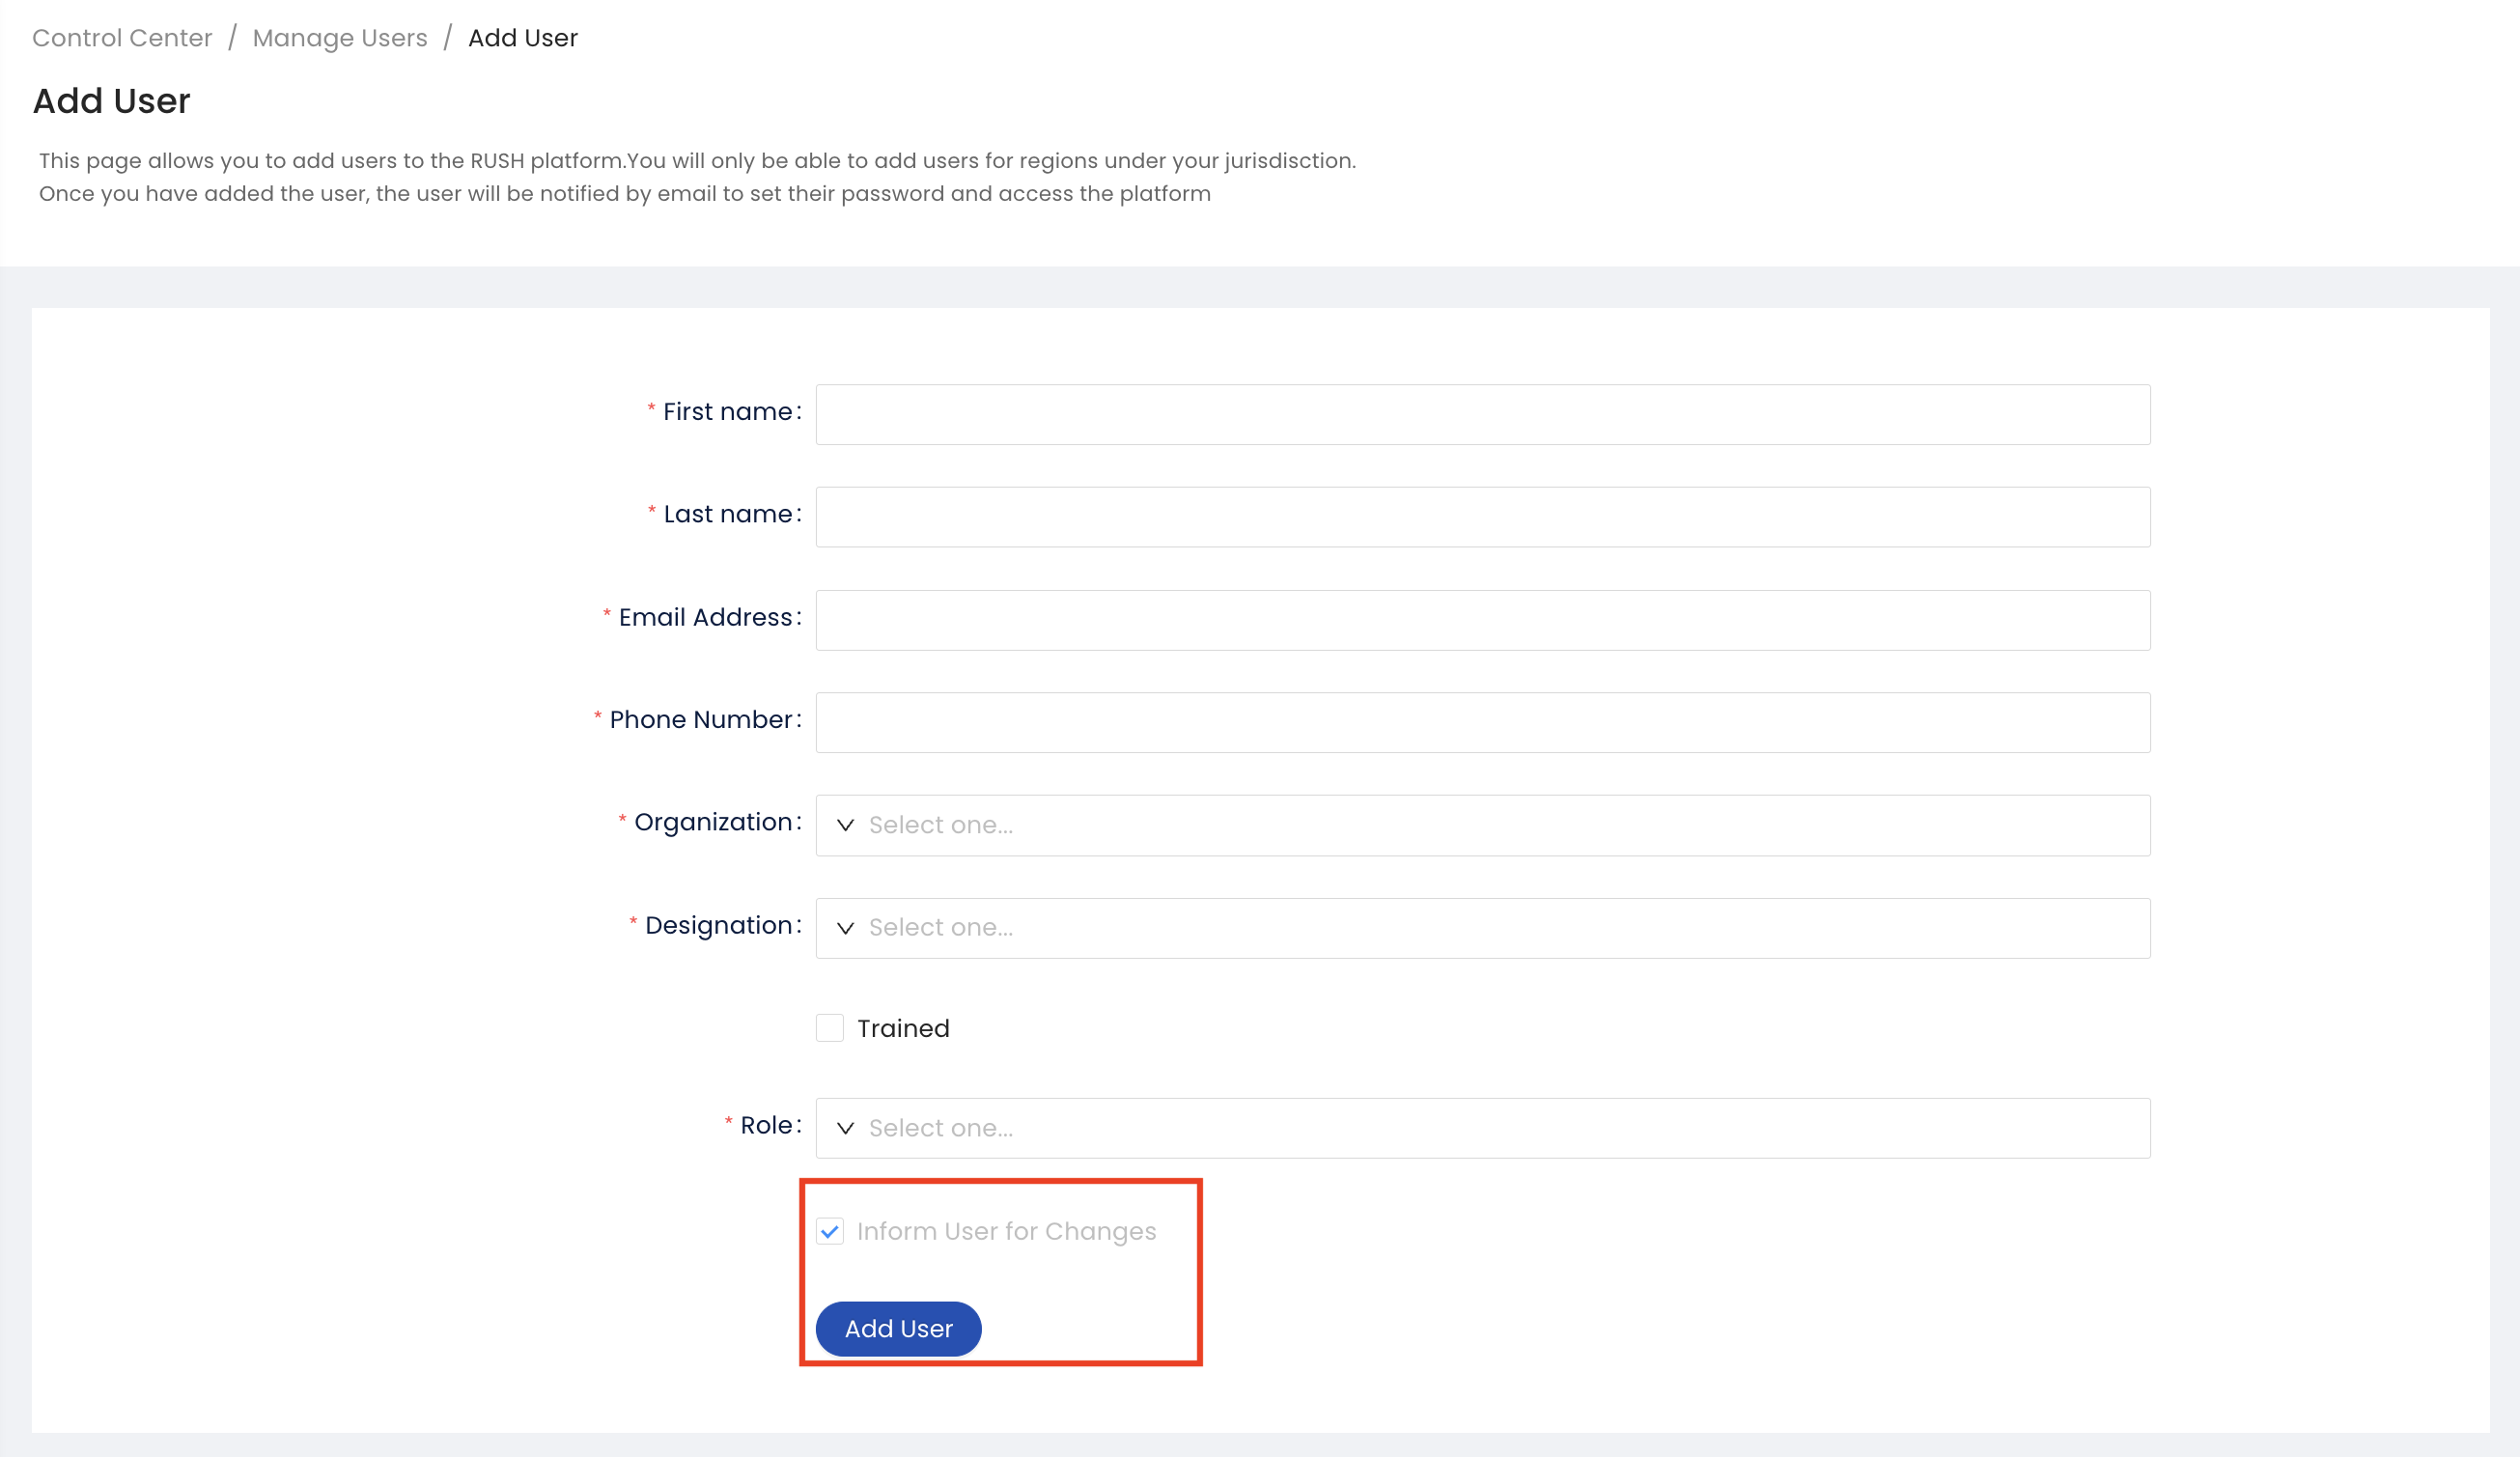 Control Center / Manage Users / Add User
Add User
This page allows you to add users to the RUSH platform.You will only be able to add users for regions under your jurisdisction.
Once you have added the user, the user will be notified by email to set their password and access the platform
* First name:
* Last name:
* Email Address:
* Phone Number:
* Organization: Select one...
* Designation: Select one...
Trained
* Role: Select one...
Inform User for Changes
Add User